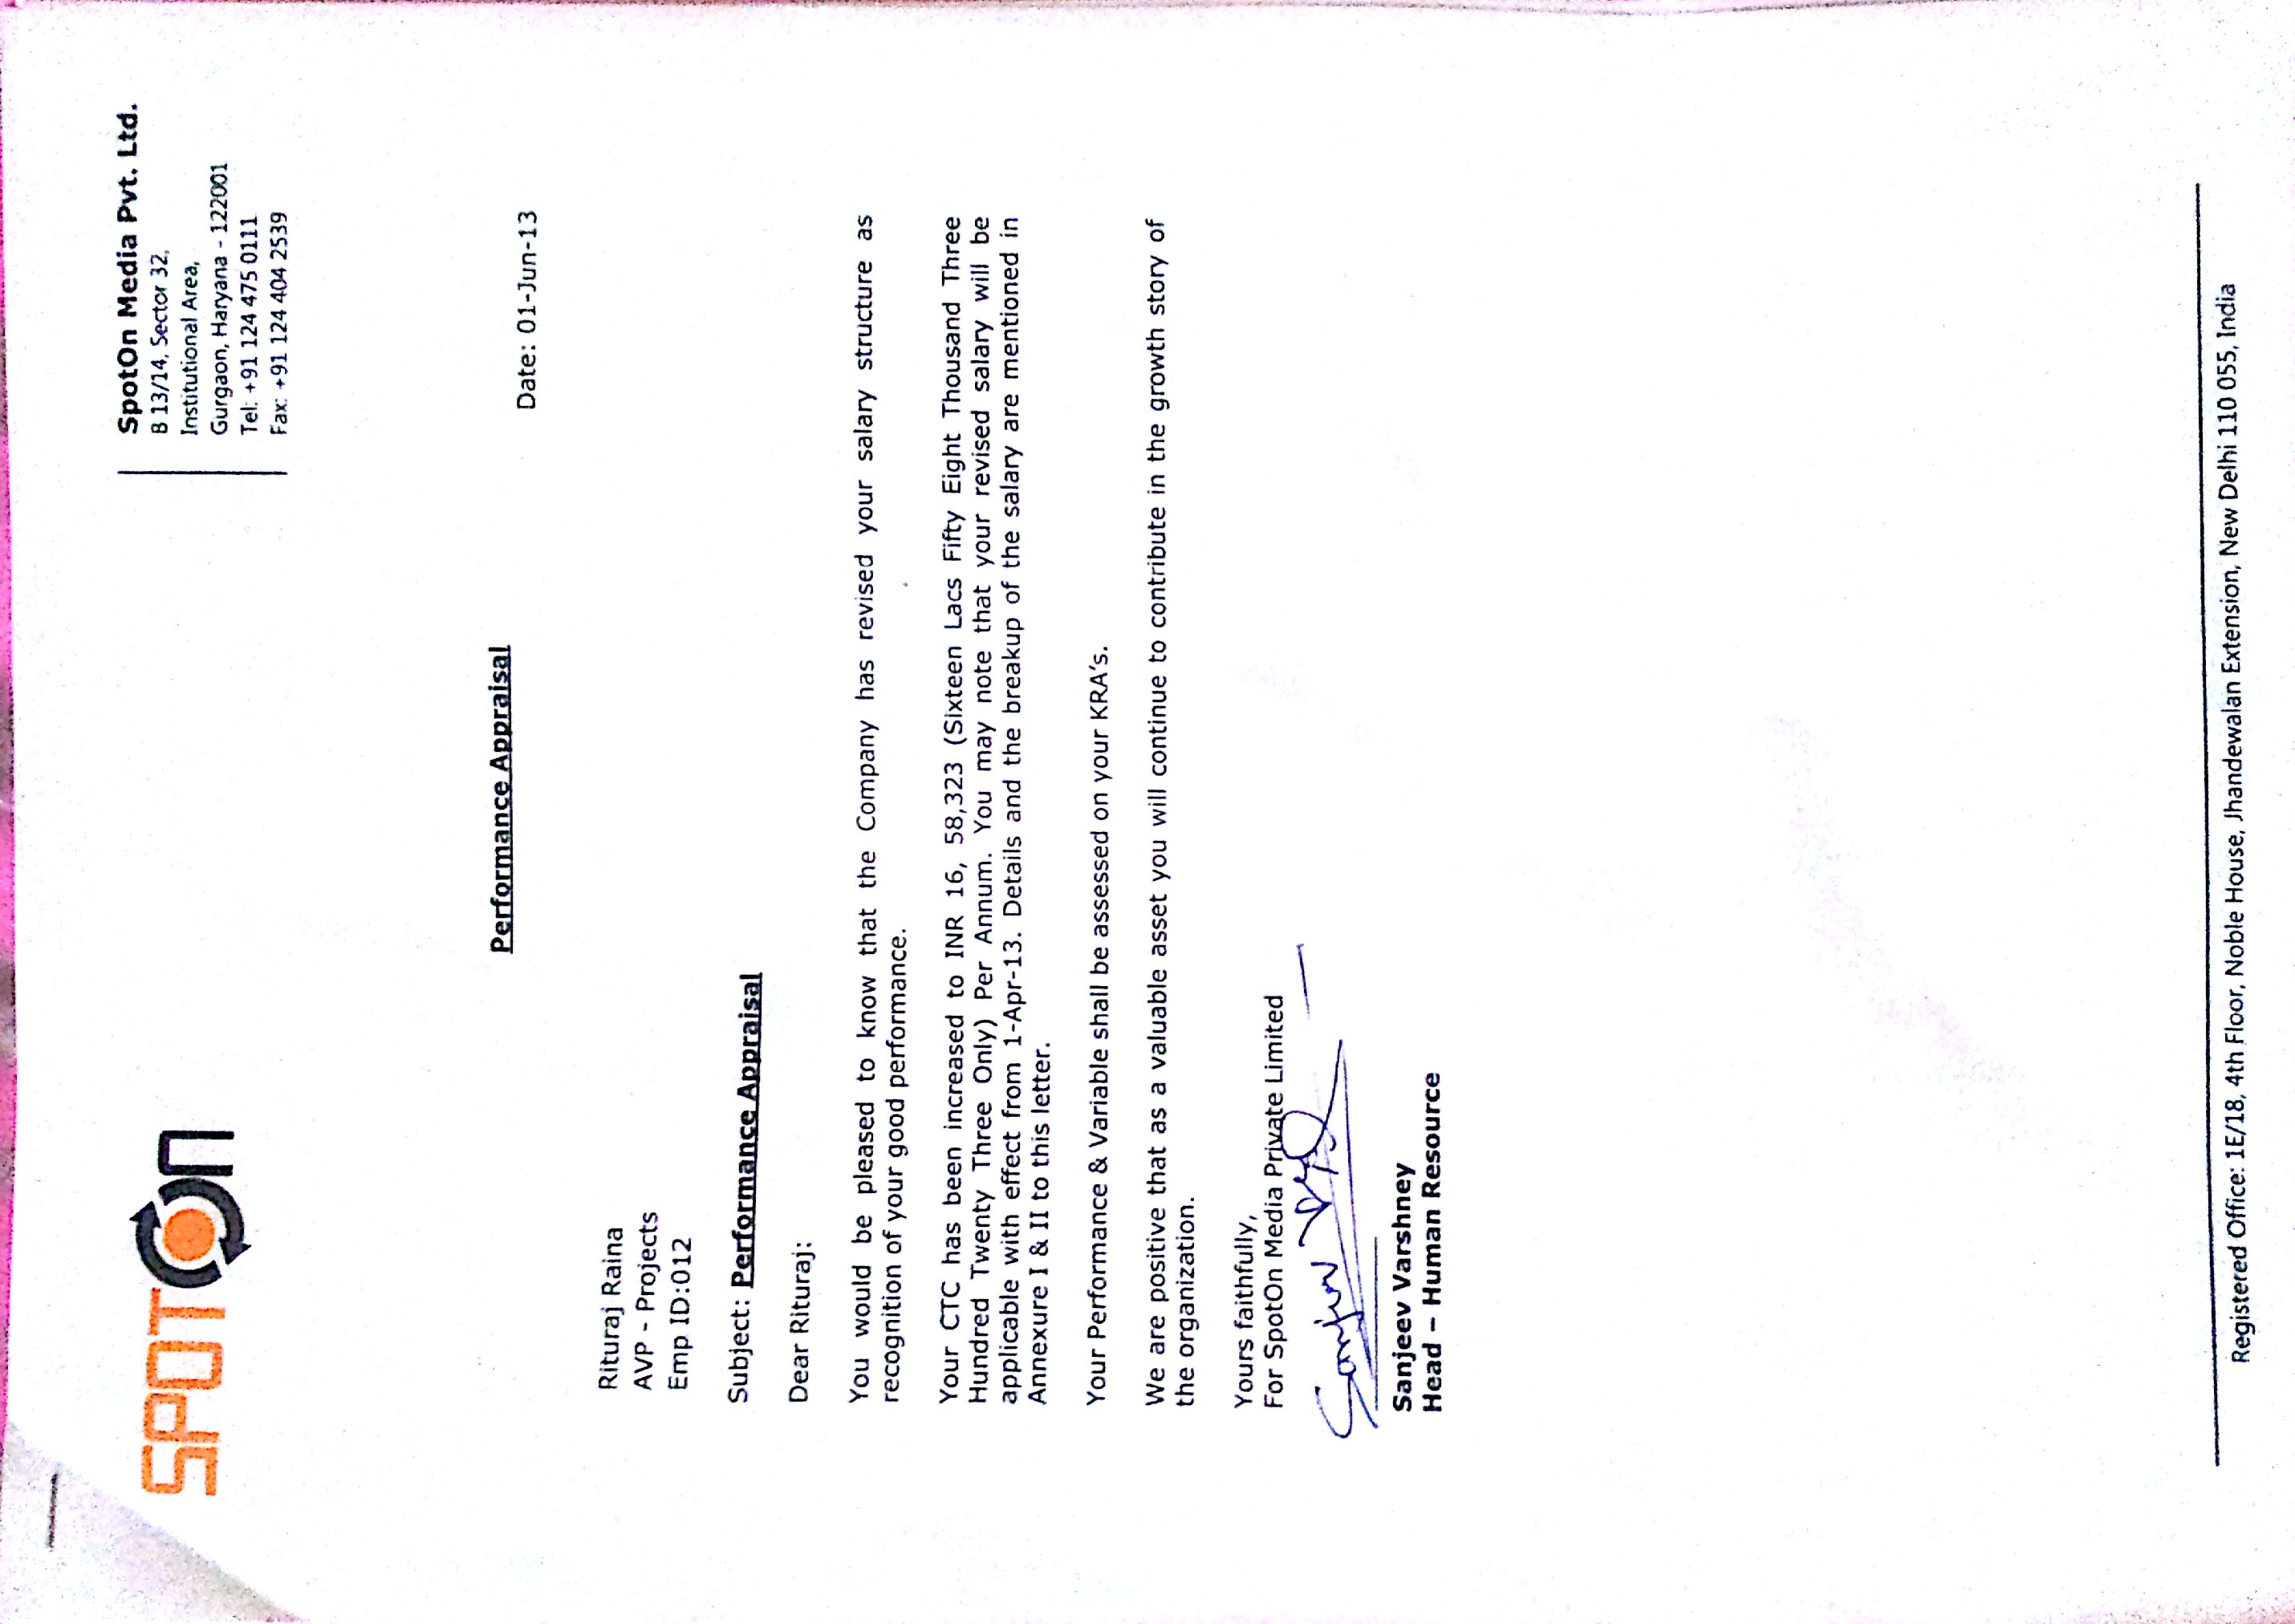 SPOTON
SpotOn Media Pvt. Ltd.
B 13/14, Sector 32,
Institutional Area,
Gurgaon, Haryana - 122001
Tel: +91 124 475 0111
Fax: +91 124 404 2539
Performance Appraisal
Date: 01-Jun-13
Rituraj Raina
AVP - Projects
Emp ID:012
Subject: Performance Appraisal
Dear Rituraj:
You would be pleased to know that the Company has revised your salary structure as
recognition of your good performance.
Your CTC has been increased to INR 16, 58,323 (Sixteen Lacs Fifty Eight Thousand Three
Hundred Twenty Three Only) Per Annum. You may note that your revised salary will be
applicable with effect from 1-Apr-13. Details and the breakup of the salary are mentioned in
Annexure I & II to this letter.
Your Performance & Variable shall be assessed on your KRA's.
We are positive that as a valuable asset you will continue to contribute in the growth story of
the organization.
Yours faithfully,
For SpotOn Media Private Limited
Sanjeev Varshney
Head – Human Resource
Registered Office: 1E/18, 4th Floor, Noble House, Jhandewalan Extension, New Delhi 110 055, India